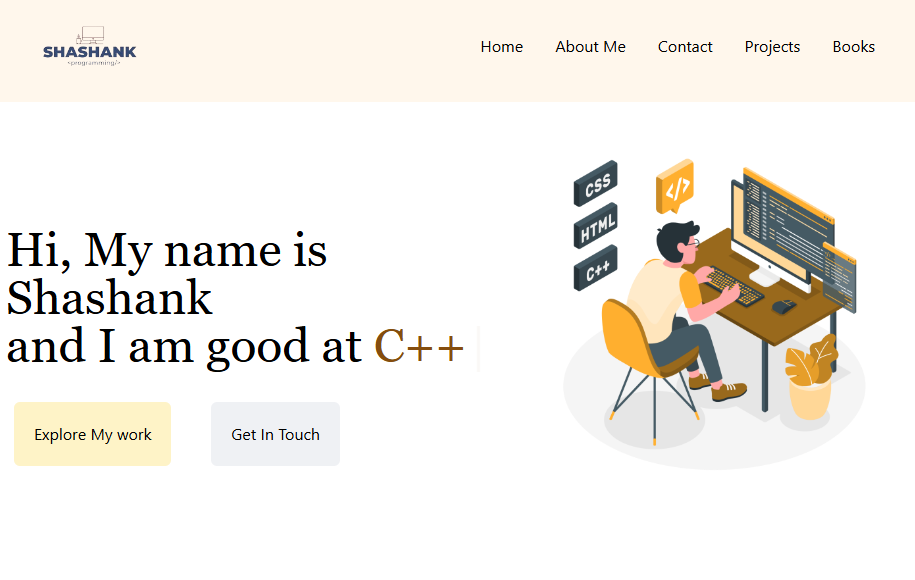 SHASHANK
<programming/>
Home About Me Contact Projects Books
CSS
</>
HTML
C++
Hi, My name is
Shashank
and I am good at C++
Explore My work Get In Touch